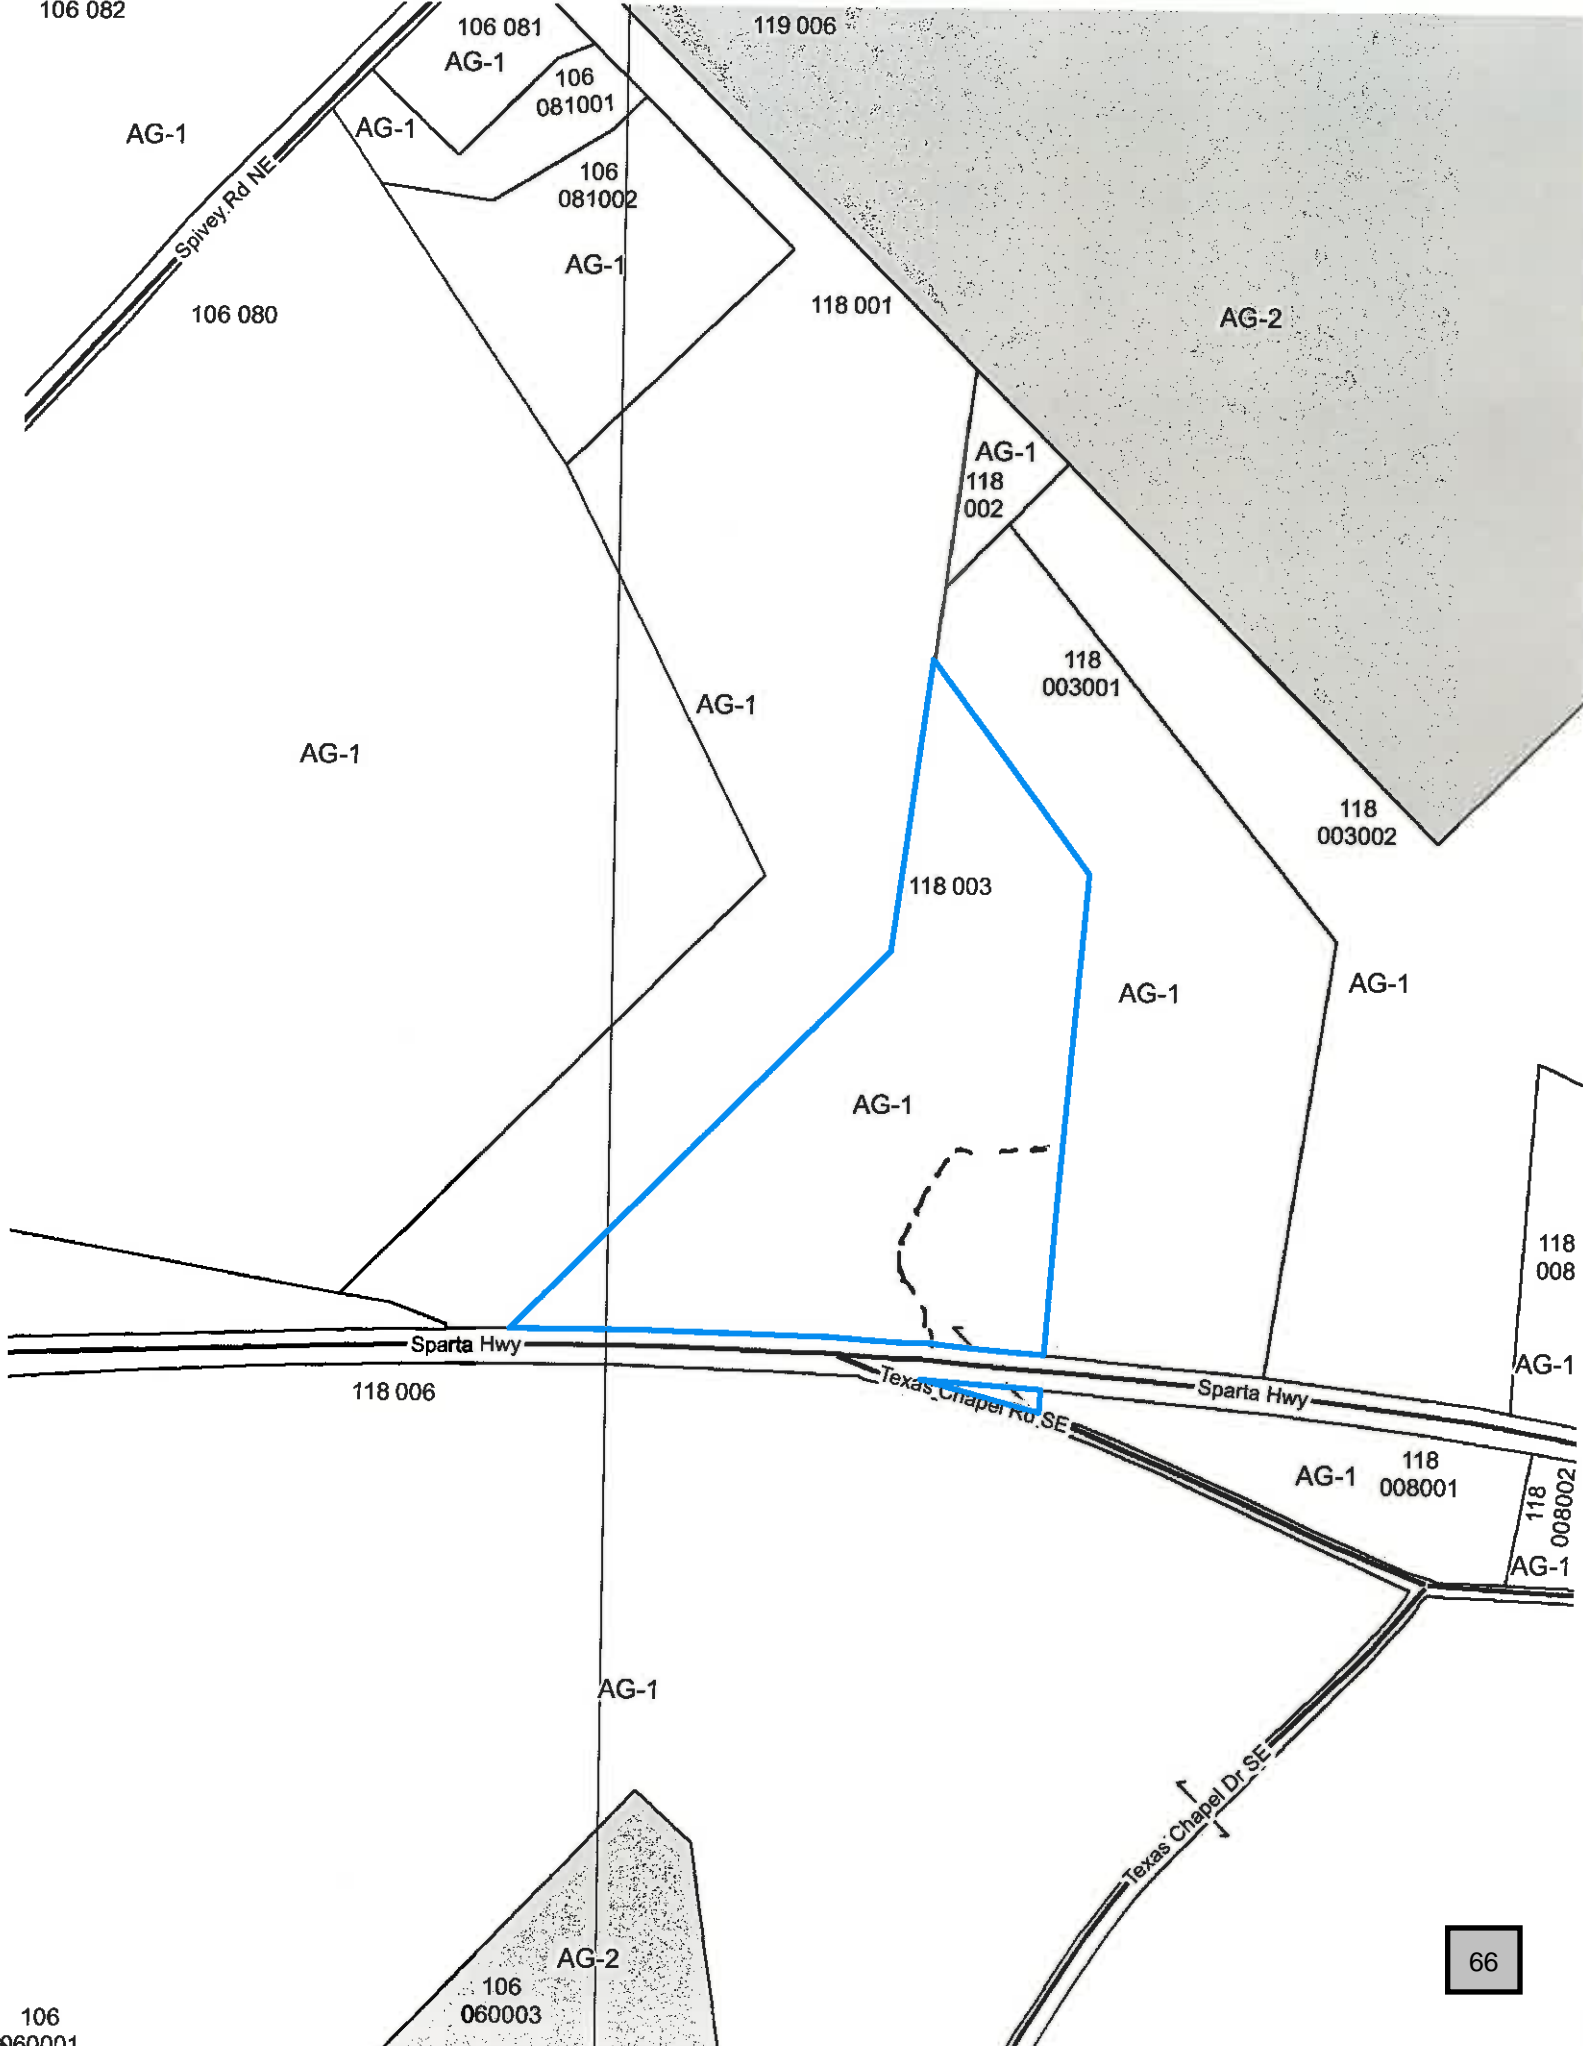 106 082
106 081
AG-1
119 006
106
081001
AG-1
AG-1
Spivey Rd NE
106
081002
AG-1
106 080
118 001
AG-2
AG-1
118
002
118
003001
AG-1
AG-1
118
003002
118 003
AG-1
AG-1
AG-1
118
008
Sparta Hwy
AG-1
118 006
Texas Chapel Rd SE
Sparta Hwy
AG-1
118
008001
118
008002
AG-1
AG-1
Texas Chapel Dr SE
AG-2
106
060003
66
106
060001